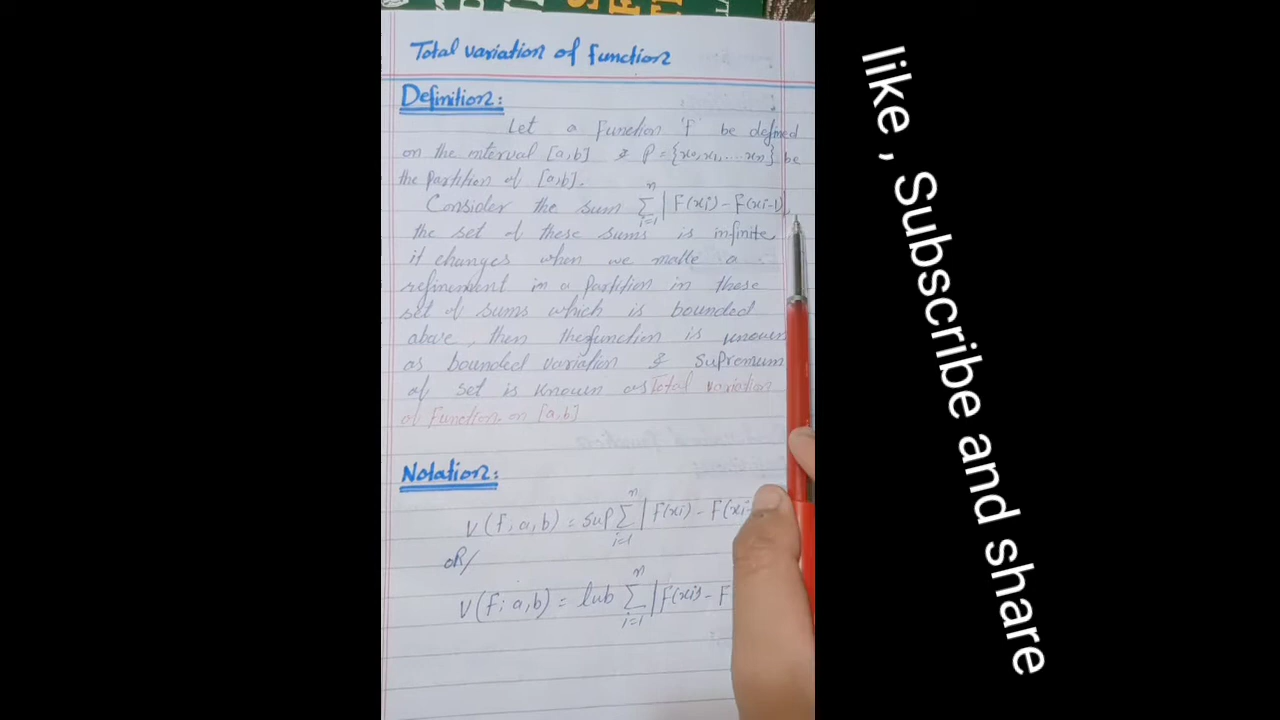 Total variation of function
Definition:
Let a Function 'F' be defined
on the interval [a,b] & P = {x₀,x₁,....xn} be
the partition of [a,b].
Consider the sum n∑i=1 | F(xi) - F(xi-1)|,
the set of these sums is infinite
it changes when we make a
refinement in a partition in these
set of sums which is bounded
above, then the function is known
as bounded variation & supremum
of set is known as Total variation
of Function on [a,b]
Notation:
V(f; a,b) = sup n∑i=1 | F(xi) - F(xi-
OR/
V(F; a,b) = lub n∑i=1 | F(xi) - F
like , Subscribe and share